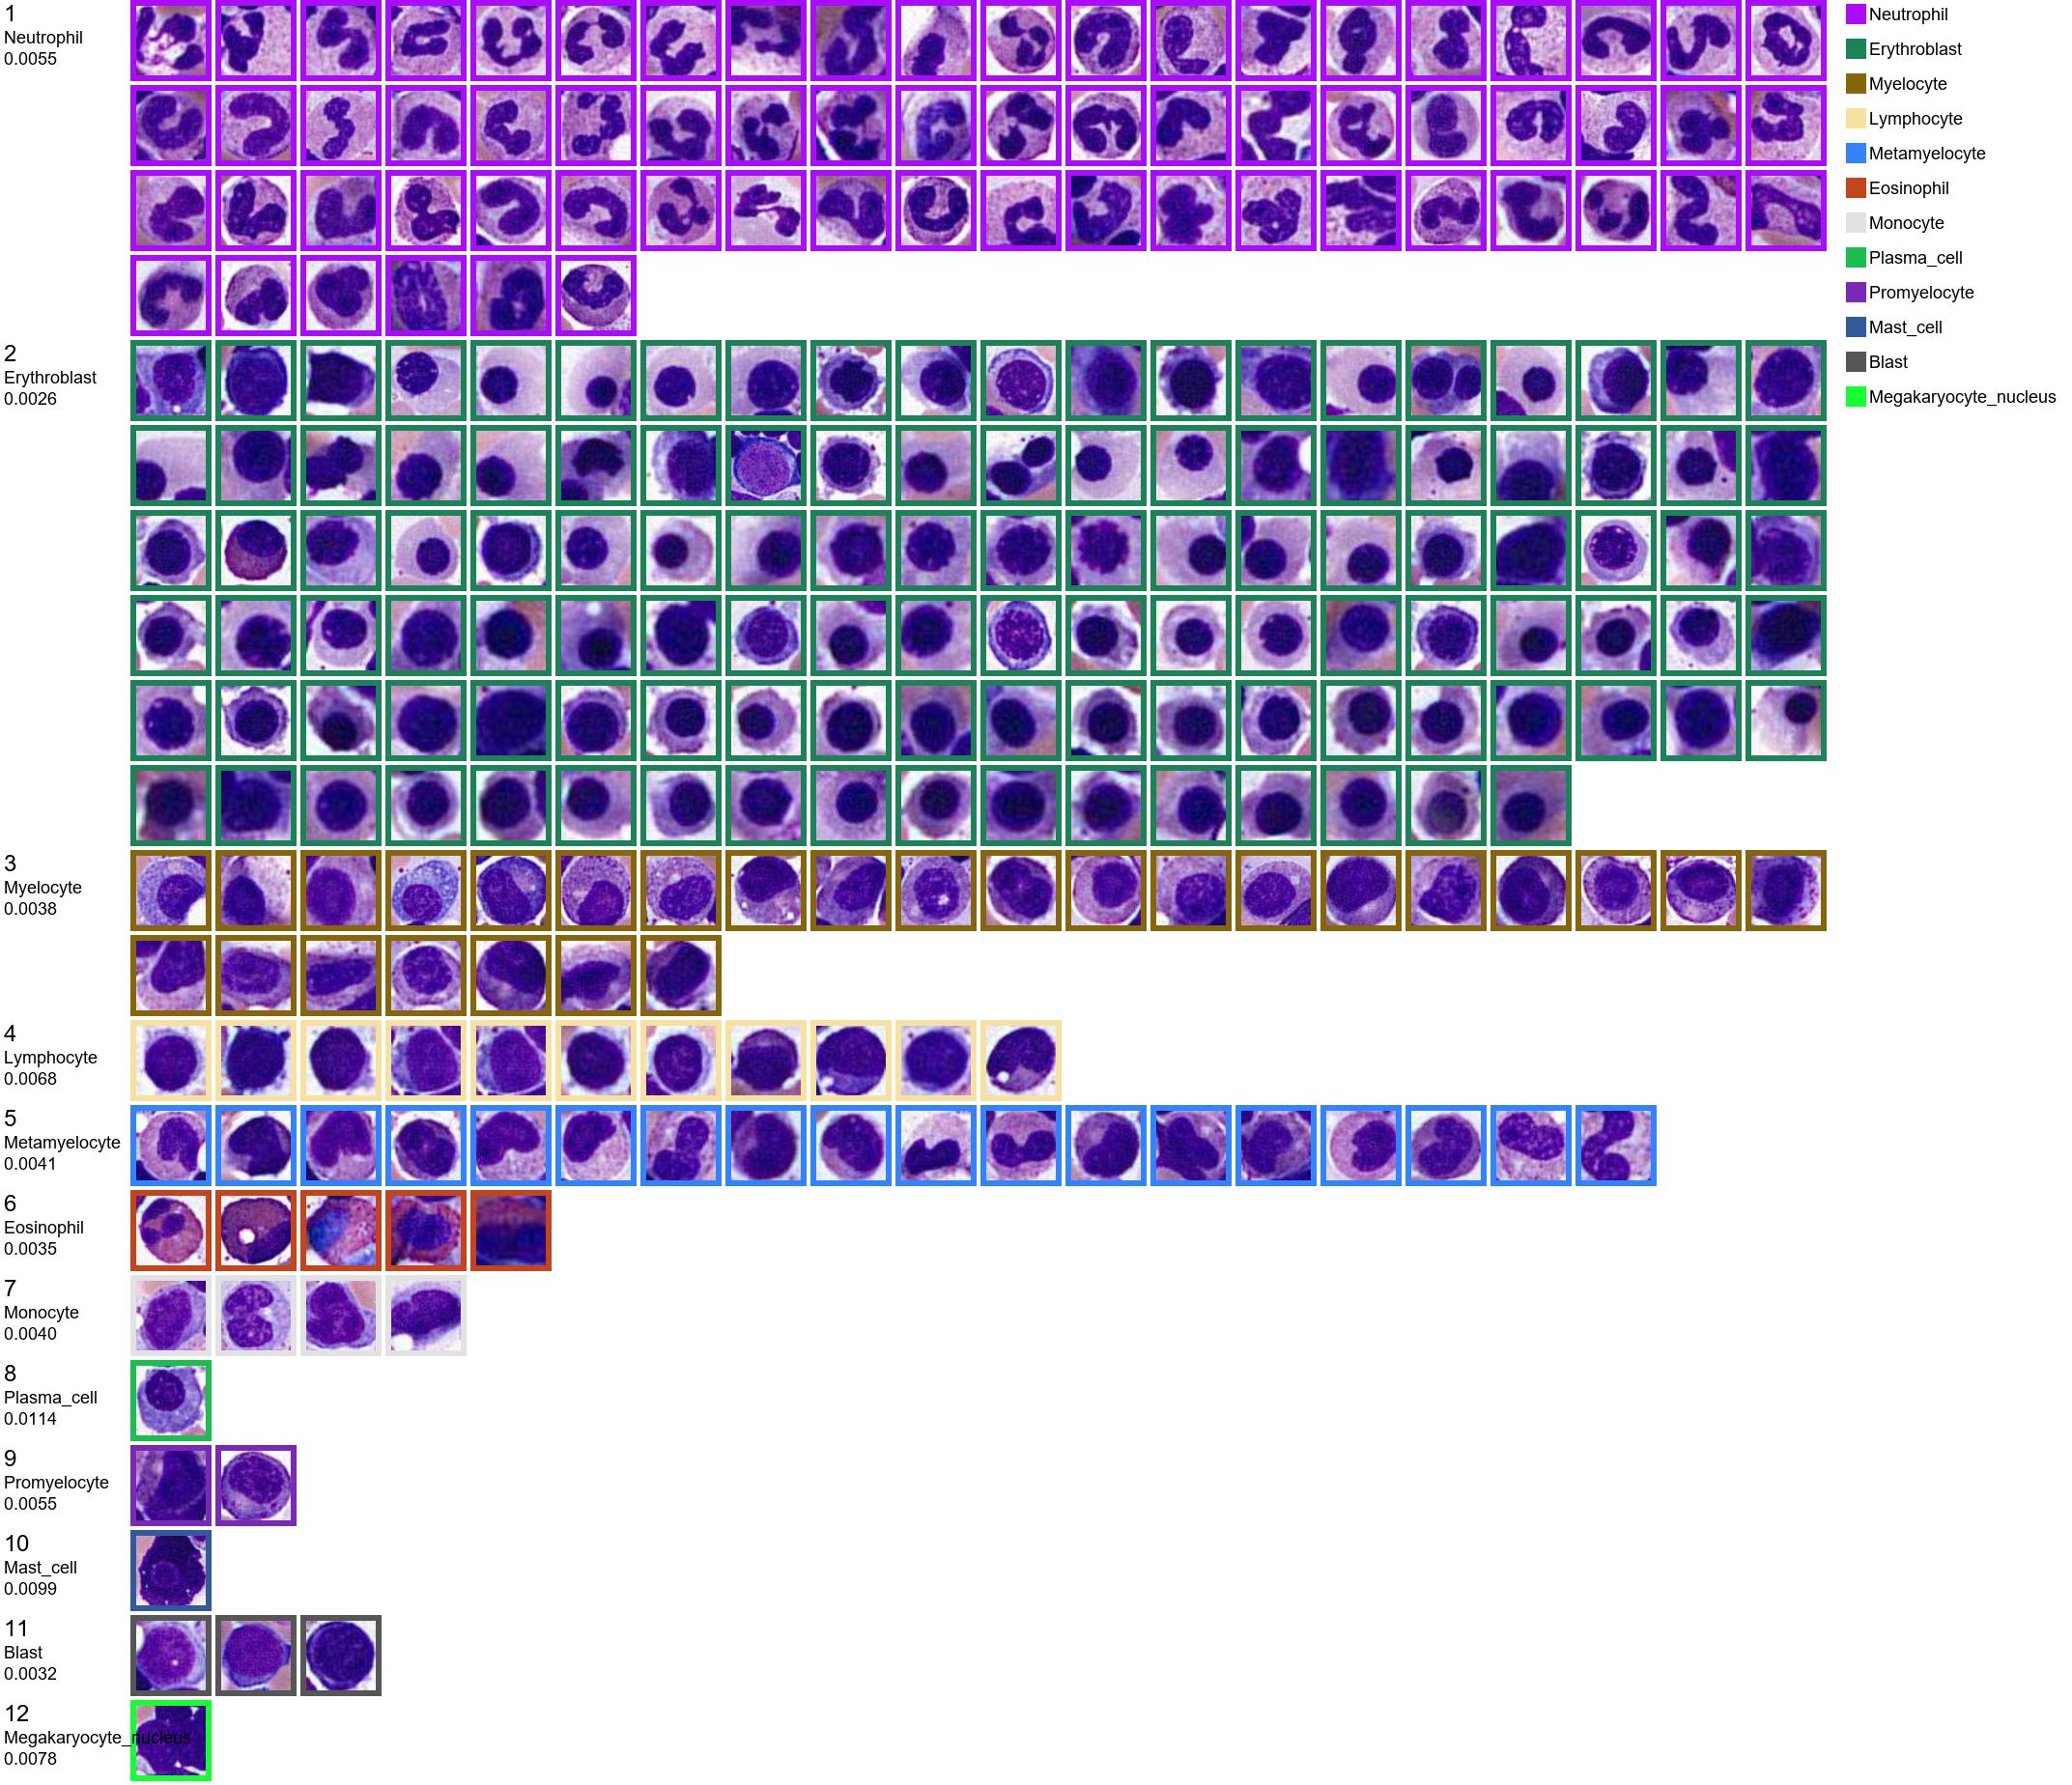 1
Neutrophil
0.0055
2
Erythroblast
0.0026
3
Myelocyte
0.0038
4
Lymphocyte
0.0068
5
Metamyelocyte
0.0041
6
Eosinophil
0.0035
7
Monocyte
0.0040
8
Plasma_cell
0.0114
9
Promyelocyte
0.0055
10
Mast_cell
0.0099
11
Blast
0.0032
12
Megakaryocyte_nucleus
0.0078
Neutrophil
Erythroblast
Myelocyte
Lymphocyte
Metamyelocyte
Eosinophil
Monocyte
Plasma_cell
Promyelocyte
Mast_cell
Blast
Megakaryocyte_nucleus